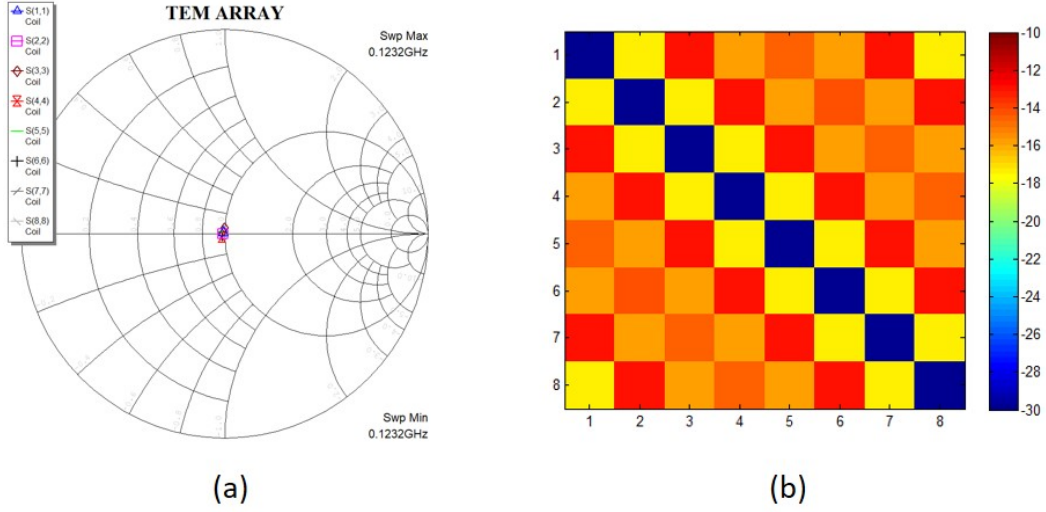 TEM ARRAY
S(1,1)
Coil
S(2,2)
Coil
S(3,3)
Coil
S(4,4)
Coil
S(5,5)
Coil
S(6,6)
Coil
S(7,7)
Coil
S(8,8)
Coil
Swp Max
0.1232GHz
Swp Min
0.1232GHz
(a)
1
2
3
4
5
6
7
8
1 2 3 4 5 6 7 8
-10
-12
-14
-16
-18
-20
-22
-24
-26
-28
-30
(b)